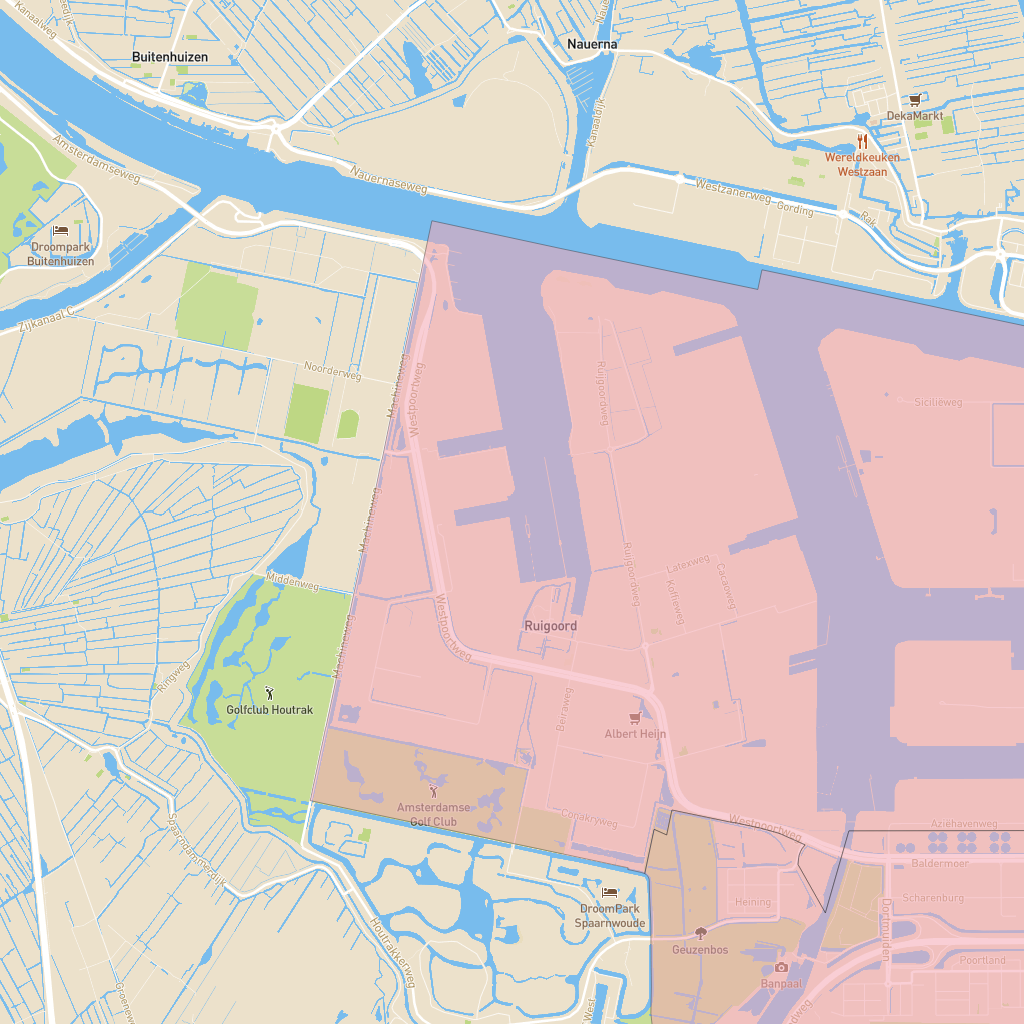 Kanaalweg
Nauerna
Buitenhuizen
DekaMarkt
Kanaaldijk
Wereldkeuken
Westzaan
Amsterdamseweg
Nauernaseweg
Westzanerweg
Gording
Rak
Droompark
Buitenhuizen
Zijkanaal C
Noorderweg
Machineweg
Westpoortweg
Ruigoordweg
Sicilieweg
Machineweg
Ruigoordweg
Latexweg
Cacaoweg
Koffieweg
Middenweg
Westpoortweg
Ruigoord
Machineweg
Ringweg
Golfclub Houtrak
Beiraweg
Albert Heijn
Amsterdamse
Golf Club
Conakryweg
Westpoortweg
Aziëhavenweg
Baldermoer
Spaarndammerdijk
DroomPark
Spaarnwoude
Heining
Scharenburg
Dortmuiden
Houtrakkerweg
Geuzenbos
Poortland
Banpaal
West